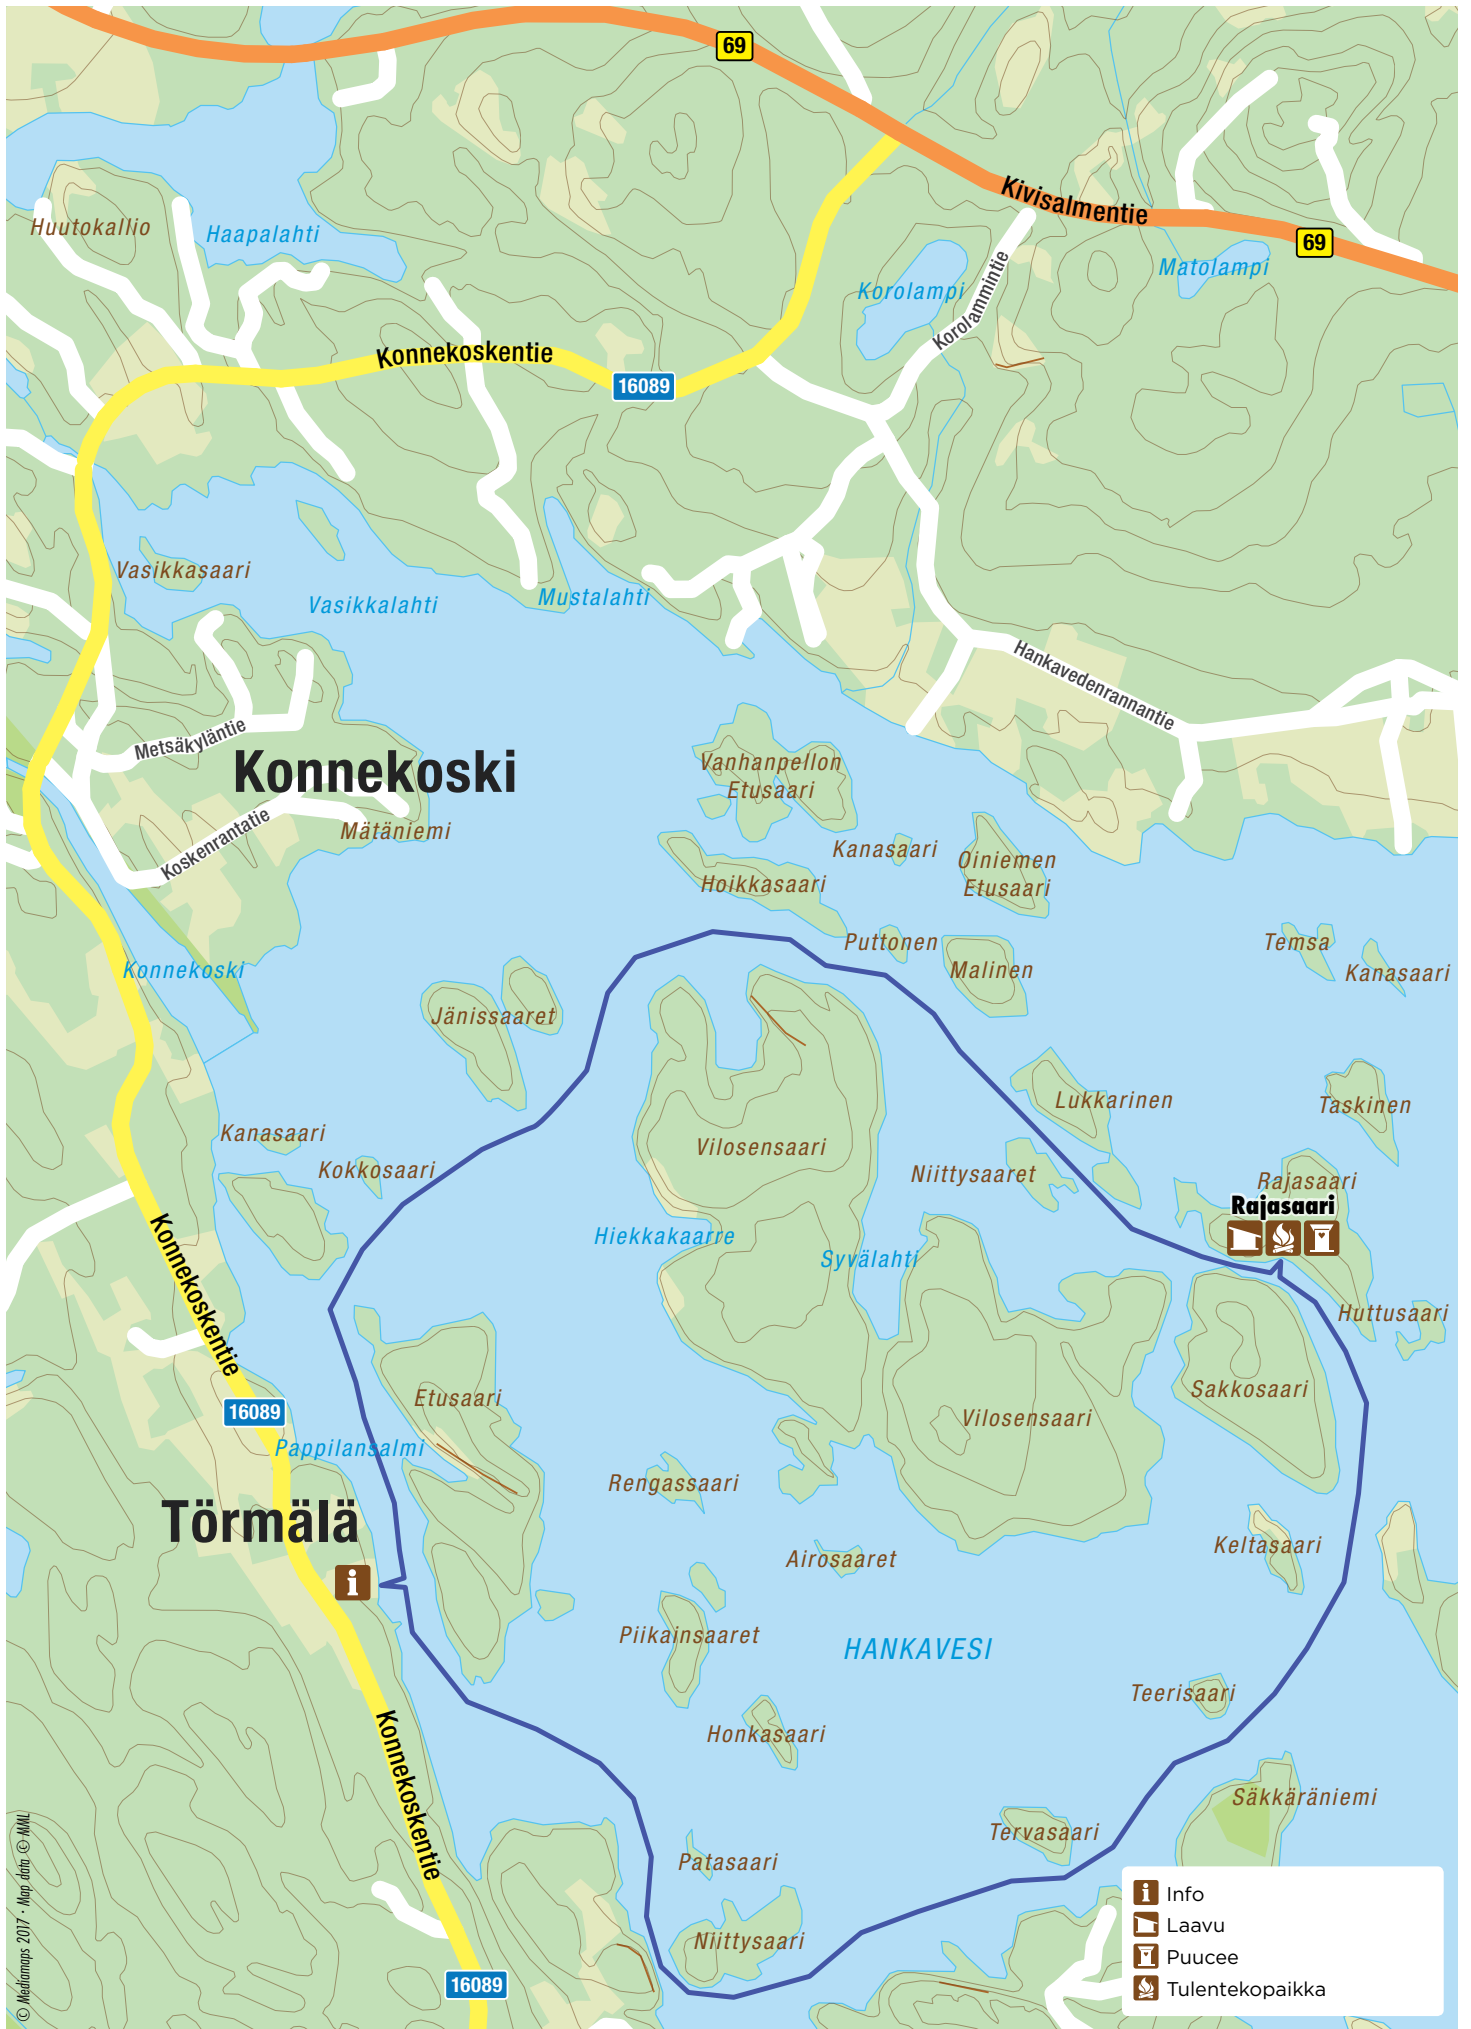 69
Kivisalmentie
69
Huutokallio
Haapalahti
Matolampi
Korolampi
Korolammintie
Konnekoskentie
16089
Vasikkasaari
Vasikkalahti
Mustalahti
Hankavedenrannantie
Metsäkyläntie
Konnekoski
Vanhanpellon
Etusaari
Koskenrantatie
Mätäniemi
Kanasaari
Oiniemen
Etusaari
Hoikkasaari
Puttonen
Malinen
Temsa
Kanasaari
Konnekoski
Jänissaaret
Lukkarinen
Taskinen
Kanasaari
Kokkosaari
Vilosensaari
Niittysaaret
Rajasaari
Rajasaari
Hiekkakaarre
Syvälahti
Konnekoskentie
Huttusaari
Etusaari
Sakkosaari
16089
Vilosensaari
Pappilansalmi
Rengassaari
Törmälä
Airosaaret
Keltasaari
Piikainsaaret
HANKAVESI
Teerisaari
Honkasaari
Konnekoskentie
Säkkäräniemi
Tervasaari
Patasaari
Niittysaari
16089
Info
Laavu
Puucee
Tulentekopaikka
© Mediamaps 2017 · Map data © MML